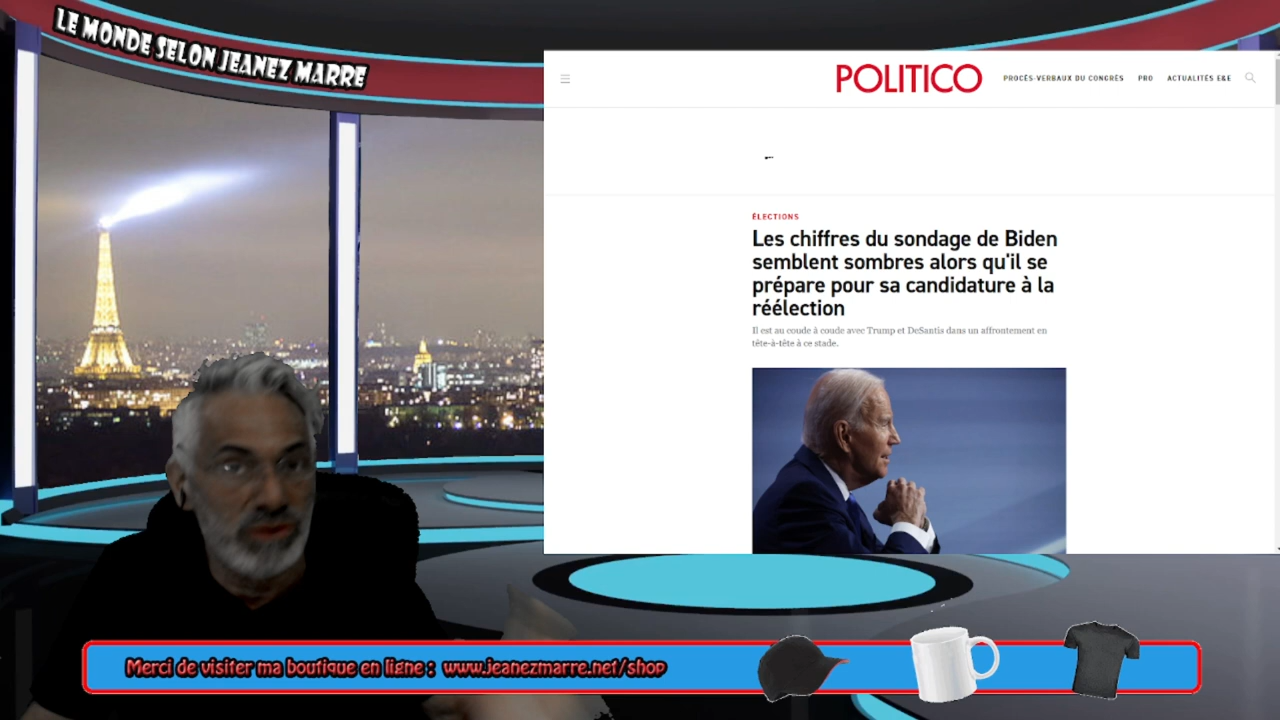 LE MONDE SELON JEANEZ MARRE
POLITICO
PROCÈS-VERBAUX DU CONGRÈS PRO ACTUALITÉS E&E
ÉLECTIONS
Les chiffres du sondage de Biden
semblent sombres alors qu'il se
prépare pour sa candidature à la
réélection
Il est au coude à coude avec Trump et DeSantis dans un affrontement en
tête-à-tête à ce stade.
Merci de visiter ma boutique en ligne : www.jeanezmarre.net/shop